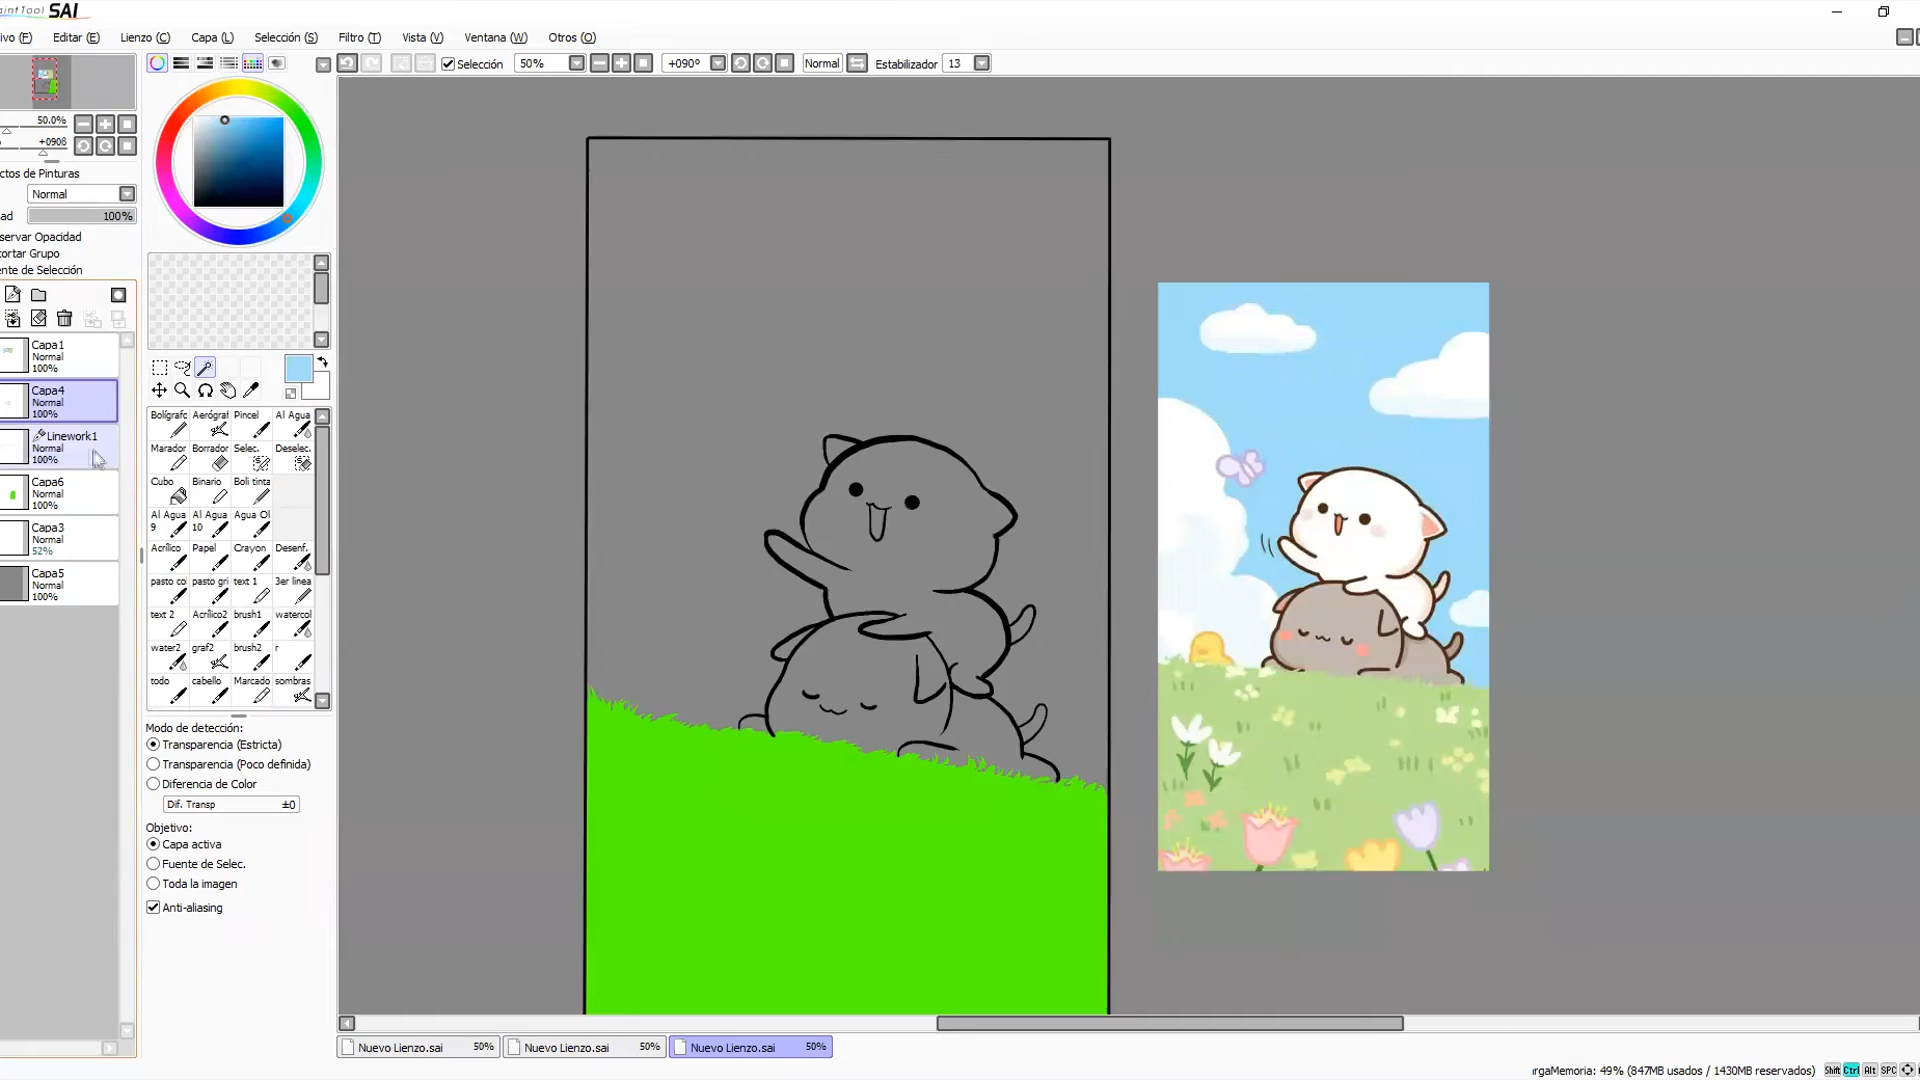 aintTool SAI
ivo (F) Editar (E) Lienzo (C) Capa (L) Selección (S) Filtro (T) Vista (V) Ventana (W) Otros (O)
Selección 50% +090º Normal Estabilizador 13
50.0%
+090º
ctos de Pinturas
Normal
ad 100%
servar Opacidad
cortar Grupo
ente de Selección
Capa1
Normal
100%
Capa4
Normal
100%
Linework1
Normal
100%
Capa6
Normal
100%
Capa3
Normal
52%
Capa5
Normal
100%
Bolígrafo Aerógraf Pincel Al Agua
Marador Borrador Selec. Deselec.
Cubo Binario Boli tinta
Al Agua 9 Al Agua 10 Agua Ol
Acrílico Papel Crayon Desenf.
pasto co pasto gri text 1 3er linea
text 2 Acrílico2 brush1 watercol
water2 graf2 brush2 r
todo cabello Marcado sombras
Modo de detección:
Transparencia (Estricta)
Transparencia (Poco definida)
Diferencia de Color
Dif. Transp ±0
Objetivo:
Capa activa
Fuente de Selec.
Toda la imagen
Anti-aliasing
Nuevo Lienzo.sai 50% Nuevo Lienzo.sai 50% Nuevo Lienzo.sai 50%
rgaMemoria: 49% (847MB usados / 1430MB reservados) Shift Ctrl Alt SPC